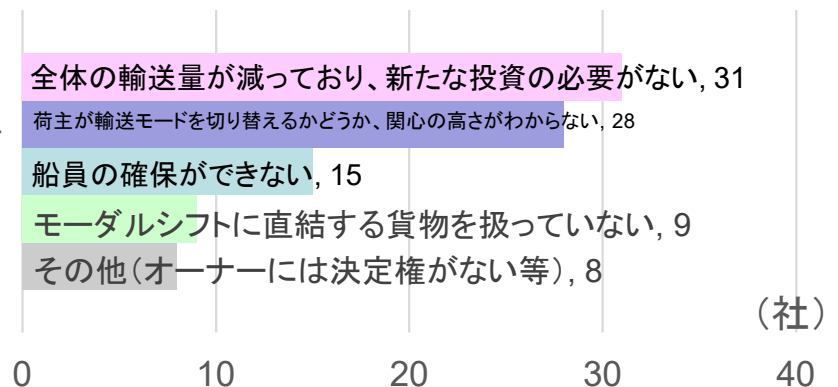 全体の輸送量が減っており、新たな投資の必要がない, 31
荷主が輸送モードを切り替えるかどうか、関心の高さがわからない, 28
船員の確保ができない, 15
モーダルシフトに直結する貨物を扱っていない, 9
その他（オーナーには決定権がない等）, 8
（社）
0 10 20 30 40